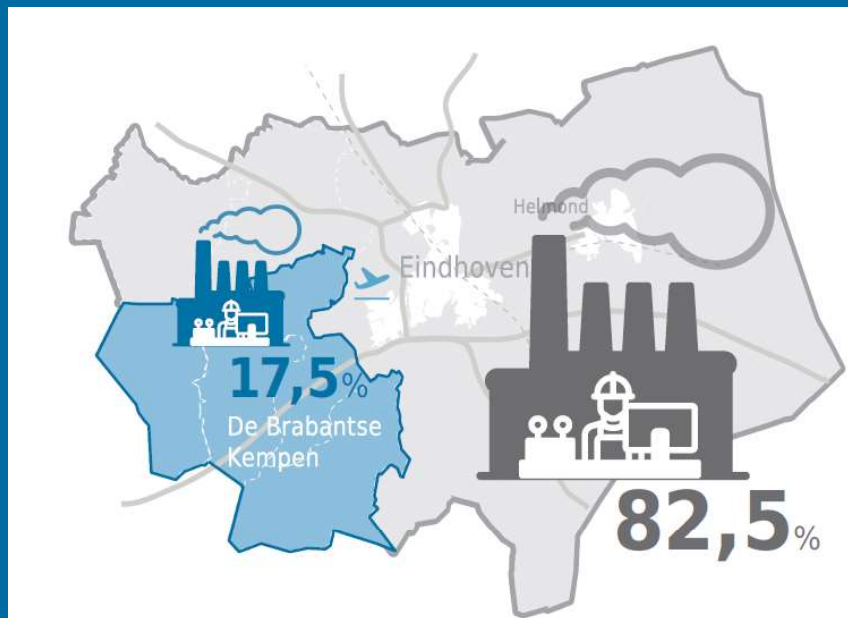 Helmond
Eindhoven
17,5%
De Brabantse
Kempen
82,5%